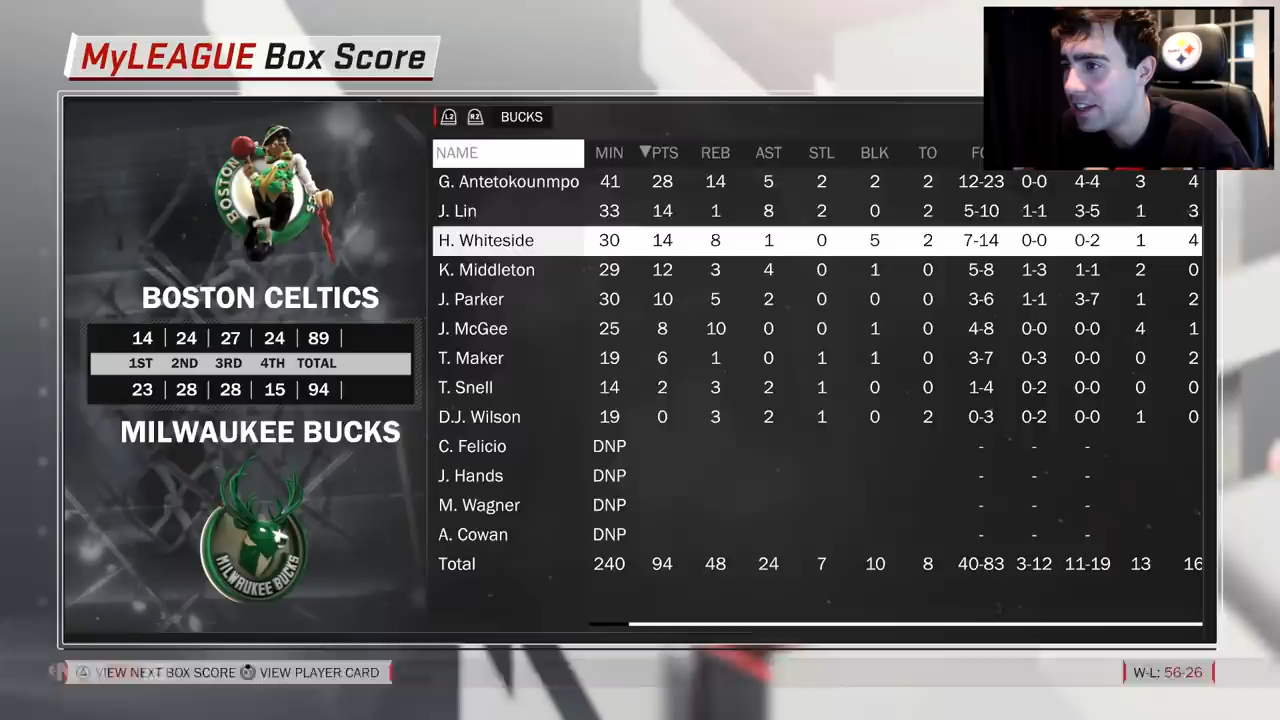 MyLEAGUE Box Score
L2 R2 BUCKS
NAME MIN PTS REB AST STL BLK TO
G. Antetokounmpo 41 28 14 5 2 2 2 12-23 0-0 4-4 3 4
J. Lin 33 14 1 8 2 0 2 5-10 1-1 3-5 1 3
H. Whiteside 30 14 8 1 0 5 2 7-14 0-0 0-2 1 4
K. Middleton 29 12 3 4 0 1 0 5-8 1-3 1-1 2 0
J. Parker 30 10 5 2 0 0 0 3-6 1-1 3-7 1 2
J. McGee 25 8 10 0 0 1 0 4-8 0-0 0-0 4 1
T. Maker 19 6 1 0 1 1 0 3-7 0-3 0-0 0 2
T. Snell 14 2 3 2 1 0 0 1-4 0-2 0-0 0 0
D.J. Wilson 19 0 3 2 1 0 2 0-3 0-2 0-0 1 0
C. Felicio DNP - - -
J. Hands DNP - - -
M. Wagner DNP - - -
A. Cowan DNP - - -
Total 240 94 48 24 7 10 8 40-83 3-12 11-19 13 16
BOSTON
BOSTON CELTICS
14 24 27 24 89
1ST 2ND 3RD 4TH TOTAL
23 28 28 15 94
MILWAUKEE BUCKS
MILWAUKEE BUCKS
VIEW NEXT BOX SCORE VIEW PLAYER CARD
W-L: 56-26